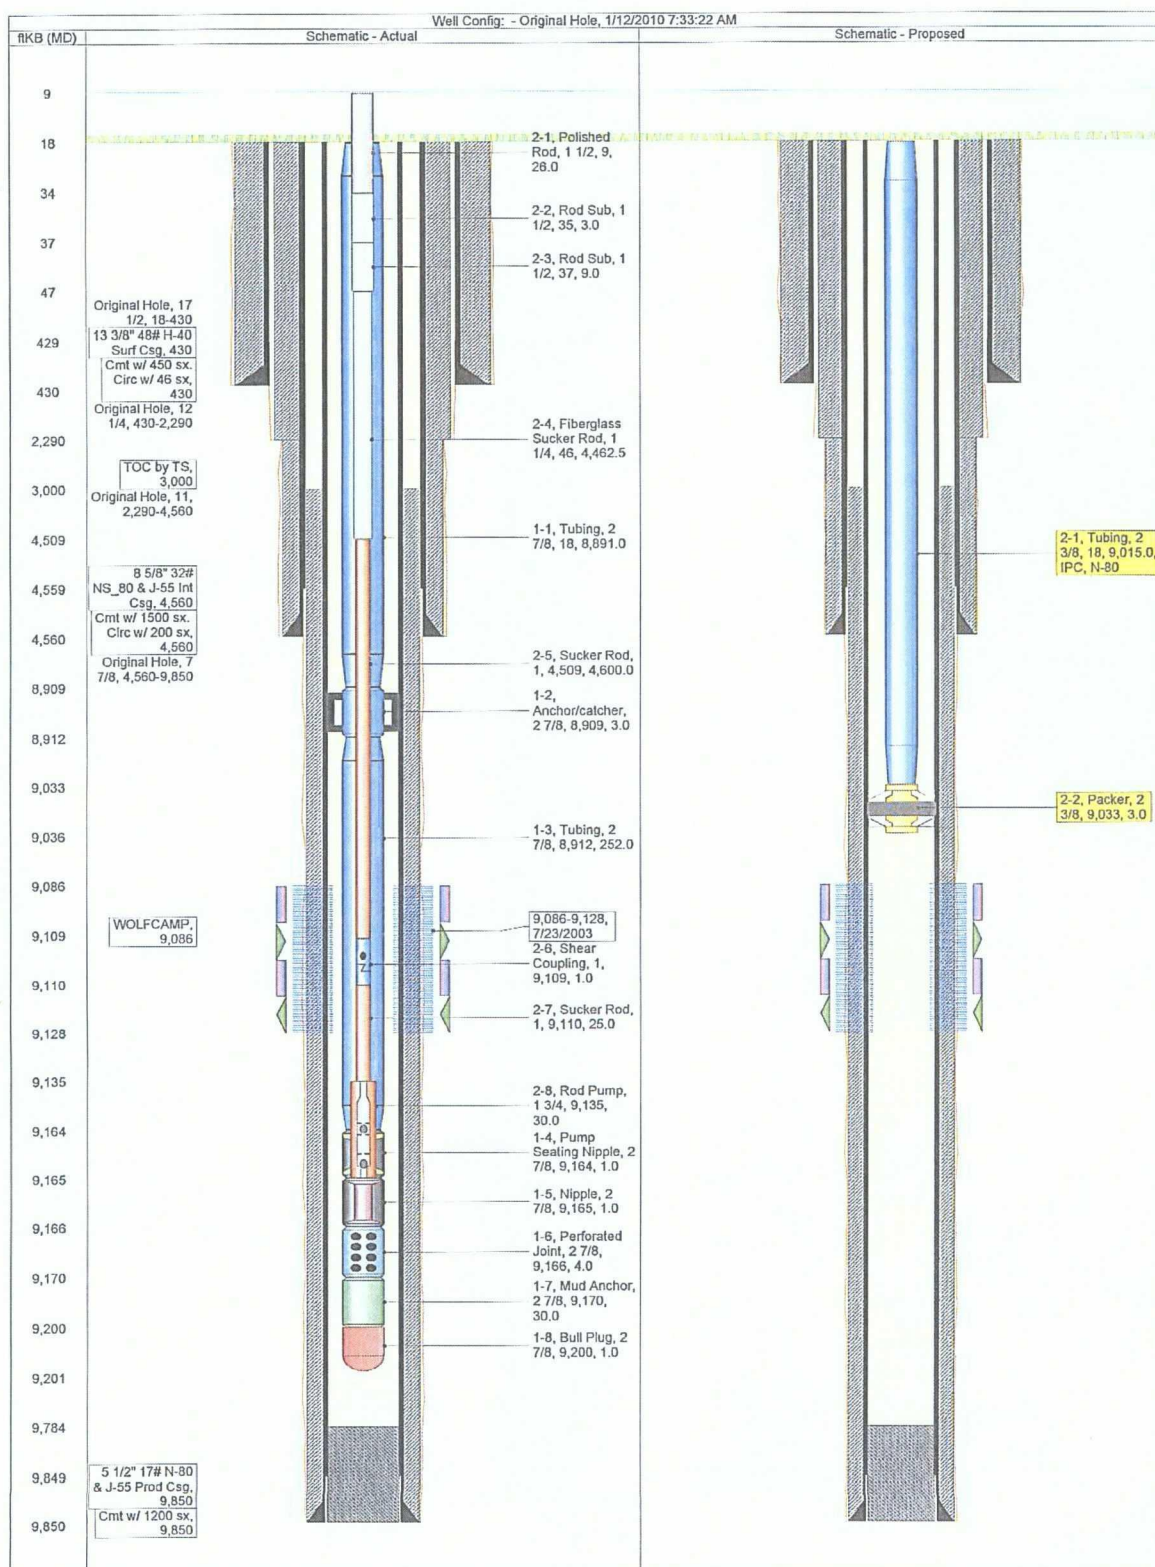 Well Config: - Original Hole, 1/12/2010 7:33:22 AM
ftKB (MD)
Schematic - Actual
Schematic - Proposed
9
18
34
37
47
429
430
2,290
3,000
4,509
4,559
4,560
8,909
8,912
9,033
9,036
9,086
9,109
9,110
9,128
9,135
9,164
9,165
9,166
9,170
9,200
9,201
9,784
9,849
9,850
Original Hole, 17
1/2, 18-430
13 3/8" 48# H-40
Surf Csg, 430
Cmt w/ 450 sx.
Circ w/ 46 sx,
430
Original Hole, 12
1/4, 430-2,290
TOC by TS,
3,000
Original Hole, 11,
2,290-4,560
8 5/8" 32#
NS_80 & J-55 Int
Csg, 4,560
Cmt w/ 1500 sx.
Circ w/ 200 sx,
4,560
Original Hole, 7
7/8, 4,560-9,850
WOLFCAMP,
9,086
5 1/2" 17# N-80
& J-55 Prod Csg,
9,850
Cmt w/ 1200 sx,
9,850
2-1, Polished
Rod, 1 1/2, 9,
26.0
2-2, Rod Sub, 1
1/2, 35, 3.0
2-3, Rod Sub, 1
1/2, 37, 9.0
2-4, Fiberglass
Sucker Rod, 1
1/4, 46, 4,462.5
1-1, Tubing, 2
7/8, 18, 8,891.0
2-5, Sucker Rod,
1, 4,509, 4,600.0
1-2,
Anchor/catcher,
2 7/8, 8,909, 3.0
1-3, Tubing, 2
7/8, 8,912, 252.0
9,086-9,128,
7/23/2003
2-6, Shear
Coupling, 1,
9,109, 1.0
2-7, Sucker Rod,
1, 9,110, 25.0
2-8, Rod Pump,
1 3/4, 9,135,
30.0
1-4, Pump
Seating Nipple, 2
7/8, 9,164, 1.0
1-5, Nipple, 2
7/8, 9,165, 1.0
1-6, Perforated
Joint, 2 7/8,
9,166, 4.0
1-7, Mud Anchor,
2 7/8, 9,170,
30.0
1-8, Bull Plug, 2
7/8, 9,200, 1.0
2-1, Tubing, 2
3/8, 18, 9,015.0,
IPC, N-80
2-2, Packer, 2
3/8, 9,033, 3.0